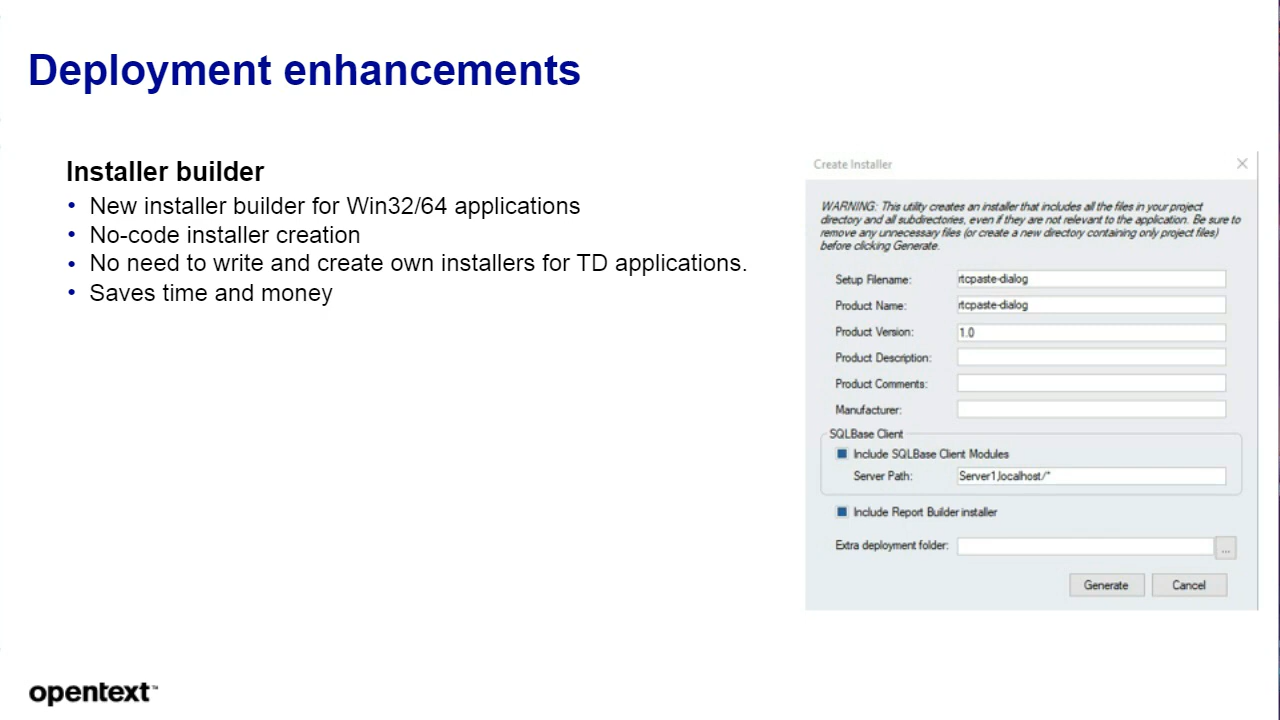 Deployment enhancements
Installer builder
• New installer builder for Win32/64 applications
• No-code installer creation
• No need to write and create own installers for TD applications.
• Saves time and money
Create Installer
WARNING: This utility creates an installer that includes all the files in your project
directory and all subdirectories, even if they are not relevant to the application. Be sure to
remove any unnecessary files (or create a new directory containing only project files)
before clicking Generate.
Setup Filename: rtcpaste-dialog
Product Name: rtcpaste-dialog
Product Version: 1.0
Product Description:
Product Comments:
Manufacturer:
SQLBase Client
Include SQLBase Client Modules
Server Path: Server1,localhost/*
Include Report Builder installer
Extra deployment folder: ...
Generate Cancel
opentext™